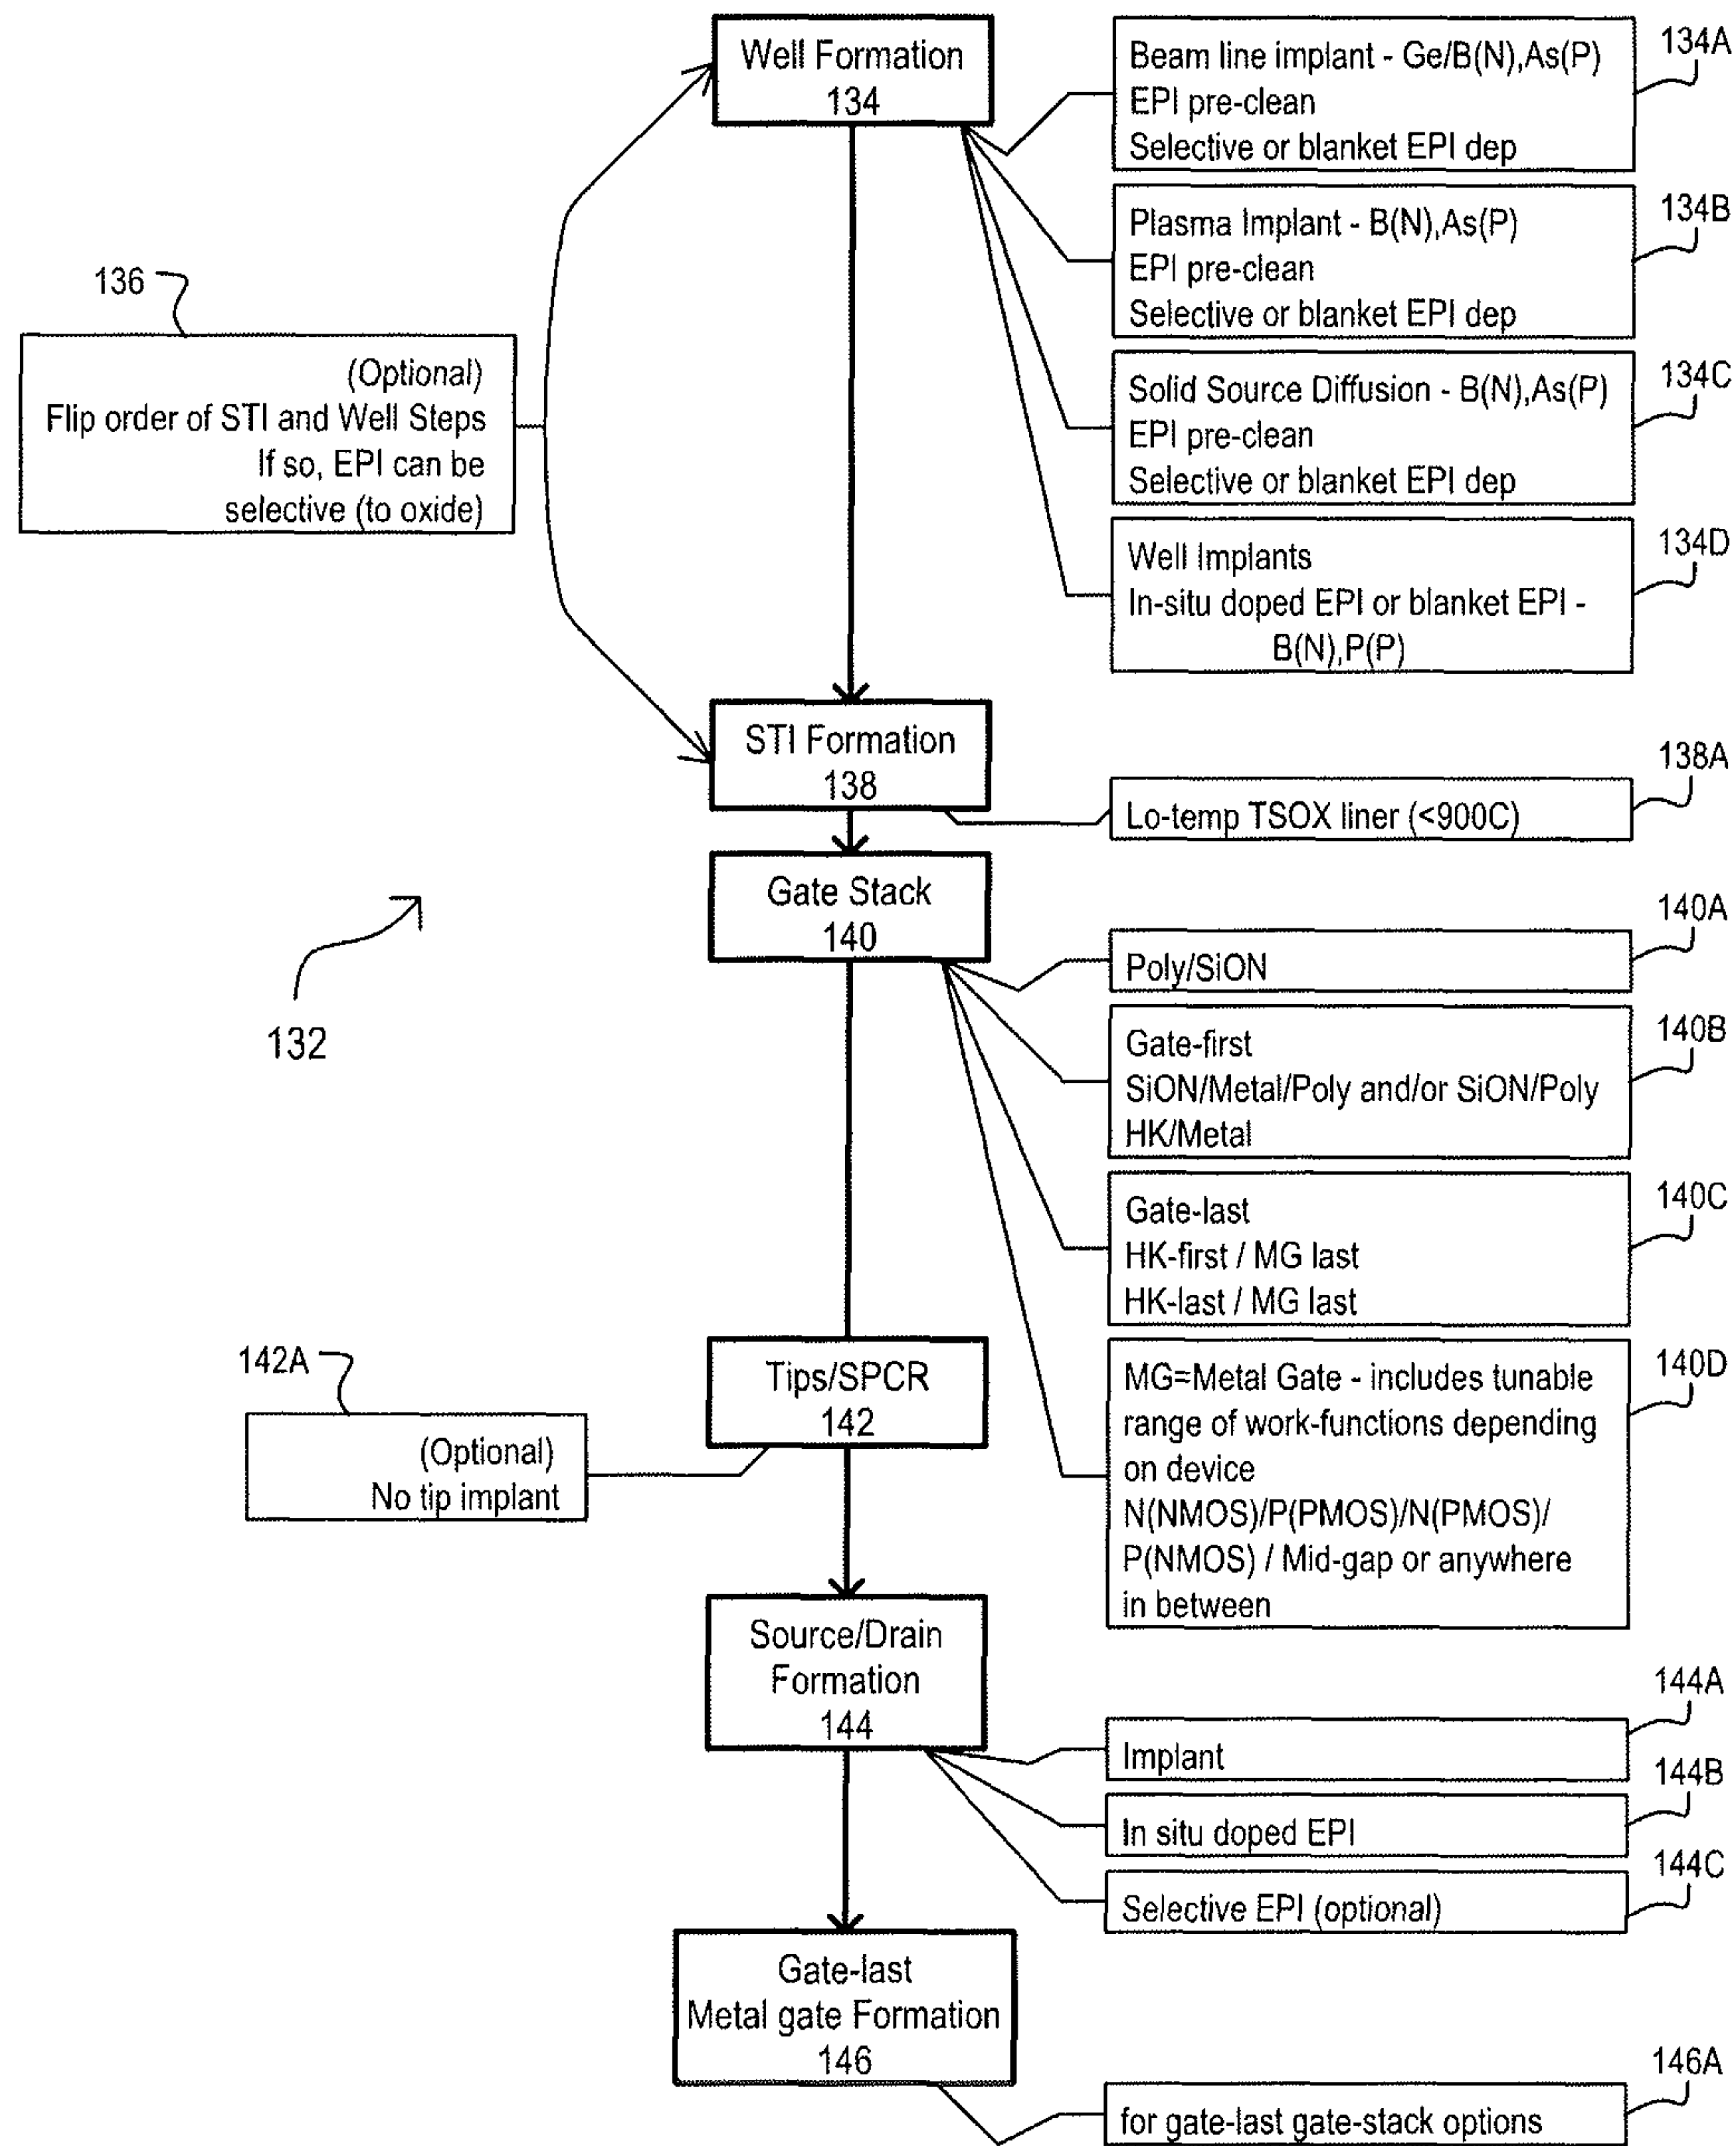 Well Formation
134
Beam line implant - Ge/B(N),As(P)
EPI pre-clean
Selective or blanket EPI dep
134A
Plasma Implant - B(N),As(P)
EPI pre-clean
Selective or blanket EPI dep
134B
136
(Optional)
Flip order of STI and Well Steps
If so, EPI can be
selective (to oxide)
Solid Source Diffusion - B(N),As(P)
EPI pre-clean
Selective or blanket EPI dep
134C
Well Implants
In-situ doped EPI or blanket EPI -
B(N),P(P)
134D
STI Formation
138
Lo-temp TSOX liner (<900C)
138A
Gate Stack
140
132
Poly/SiON
140A
Gate-first
SiON/Metal/Poly and/or SiON/Poly
HK/Metal
140B
Gate-last
HK-first / MG last
HK-last / MG last
140C
MG=Metal Gate - includes tunable
range of work-functions depending
on device
N(NMOS)/P(PMOS)/N(PMOS)/
P(NMOS) / Mid-gap or anywhere
in between
140D
Tips/SPCR
142
142A
(Optional)
No tip implant
Source/Drain
Formation
144
Implant
144A
In situ doped EPI
144B
Selective EPI (optional)
144C
Gate-last
Metal gate Formation
146
for gate-last gate-stack options
146A